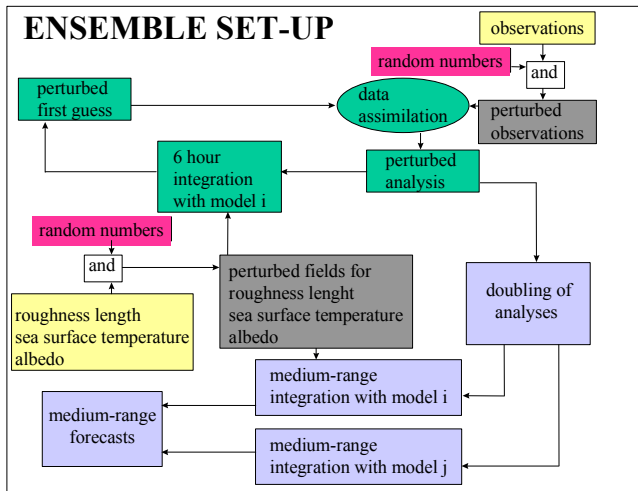 ENSEMBLE SET-UP
observations
random numbers
and
perturbed
first guess
data
assimilation
perturbed
observations
6 hour
integration
with model i
perturbed
analysis
random numbers
and
perturbed fields for
roughness lenght
sea surface temperature
albedo
doubling of
analyses
roughness length
sea surface temperature
albedo
medium-range
integration with model i
medium-range
forecasts
medium-range
integration with model j